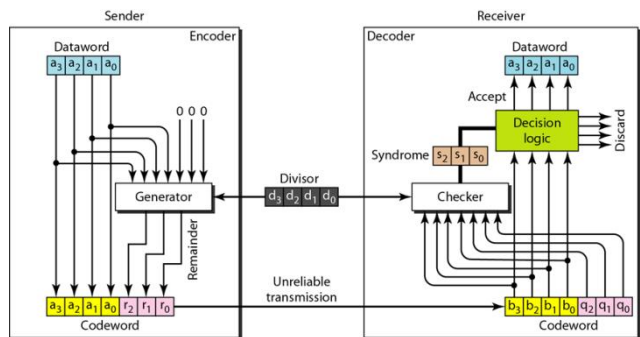 Sender
Receiver
Encoder
Decoder
Dataword
a3 a2 a1 a0
Dataword
a3 a2 a1 a0
0 0 0
Accept
Decision
logic
Discard
Syndrome
s2 s1 s0
Divisor
d3 d2 d1 d0
Generator
Checker
Remainder
Unreliable
transmission
a3 a2 a1 a0 r2 r1 r0
Codeword
b3 b2 b1 b0 q2 q1 q0
Codeword